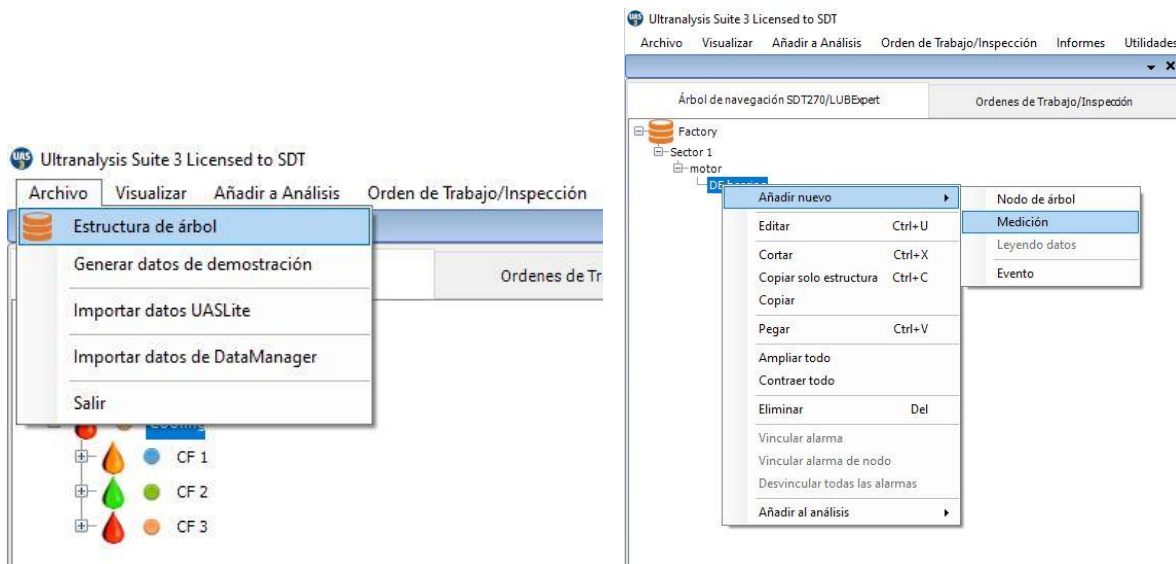 Ultranalysis Suite 3 Licensed to SDT
Archivo Visualizar Añadir a Análisis Orden de Trabajo/Inspección
Estructura de árbol
Generar datos de demostración
Ordenes de Tr
Importar datos UASLite
Importar datos de DataManager
Salir
CF 1
CF 2
CF 3
Ultranalysis Suite 3 Licensed to SDT
Archivo Visualizar Añadir a Análisis Orden de Trabajo/Inspección Informes Utilidades
Árbol de navegación SDT270/LUBExpert
Ordenes de Trabajo/Inspección
Factory
Sector 1
motor
Añadir nuevo
Editar Ctrl+U
Cortar Ctrl+X
Copiar solo estructura Ctrl+C
Copiar
Pegar Ctrl+V
Ampliar todo
Contraer todo
Eliminar Del
Vincular alarma
Vincular alarma de nodo
Desvincular todas las alarmas
Añadir al análisis
Nodo de árbol
Medición
Leyendo datos
Evento